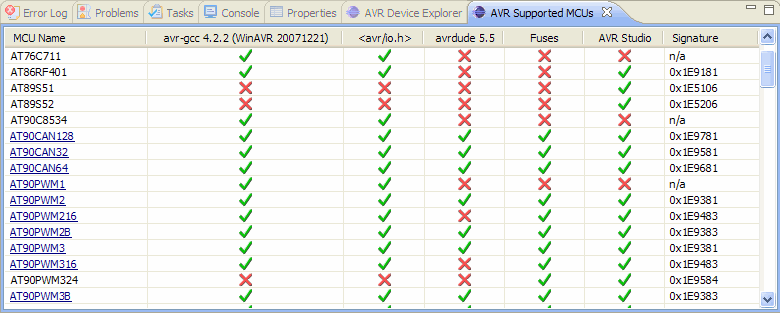 Error Log Problems Tasks Console Properties AVR Device Explorer AVR Supported MCUs
MCU Name avr-gcc 4.2.2 (WinAVR 20071221) <avr/io.h> avrdude 5.5 Fuses AVR Studio Signature
AT76C711 n/a
AT86RF401 0x1E9181
AT89S51 0x1E5106
AT89S52 0x1E5206
AT90C8534 n/a
AT90CAN128 0x1E9781
AT90CAN32 0x1E9581
AT90CAN64 0x1E9681
AT90PWM1 n/a
AT90PWM2 0x1E9381
AT90PWM216 0x1E9483
AT90PWM2B 0x1E9383
AT90PWM3 0x1E9381
AT90PWM316 0x1E9483
AT90PWM324 0x1E9584
AT90PWM3B 0x1E9383